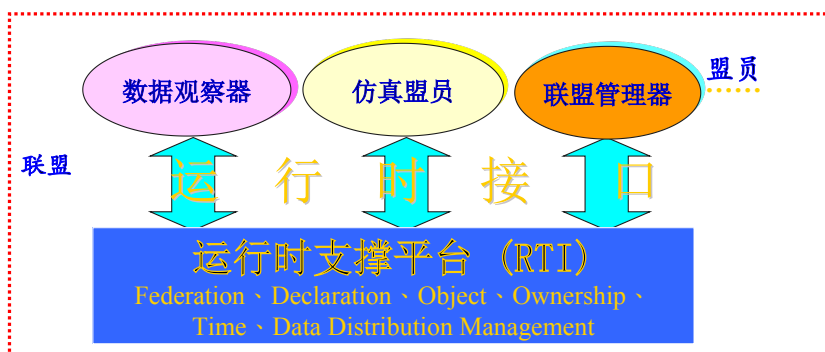 数据观察器
仿真盟员
联盟管理器
盟员
联盟
运行时接口
运行时支撑平台 (RTI)
Federation、Declaration、Object、Ownership、
Time、Data Distribution Management